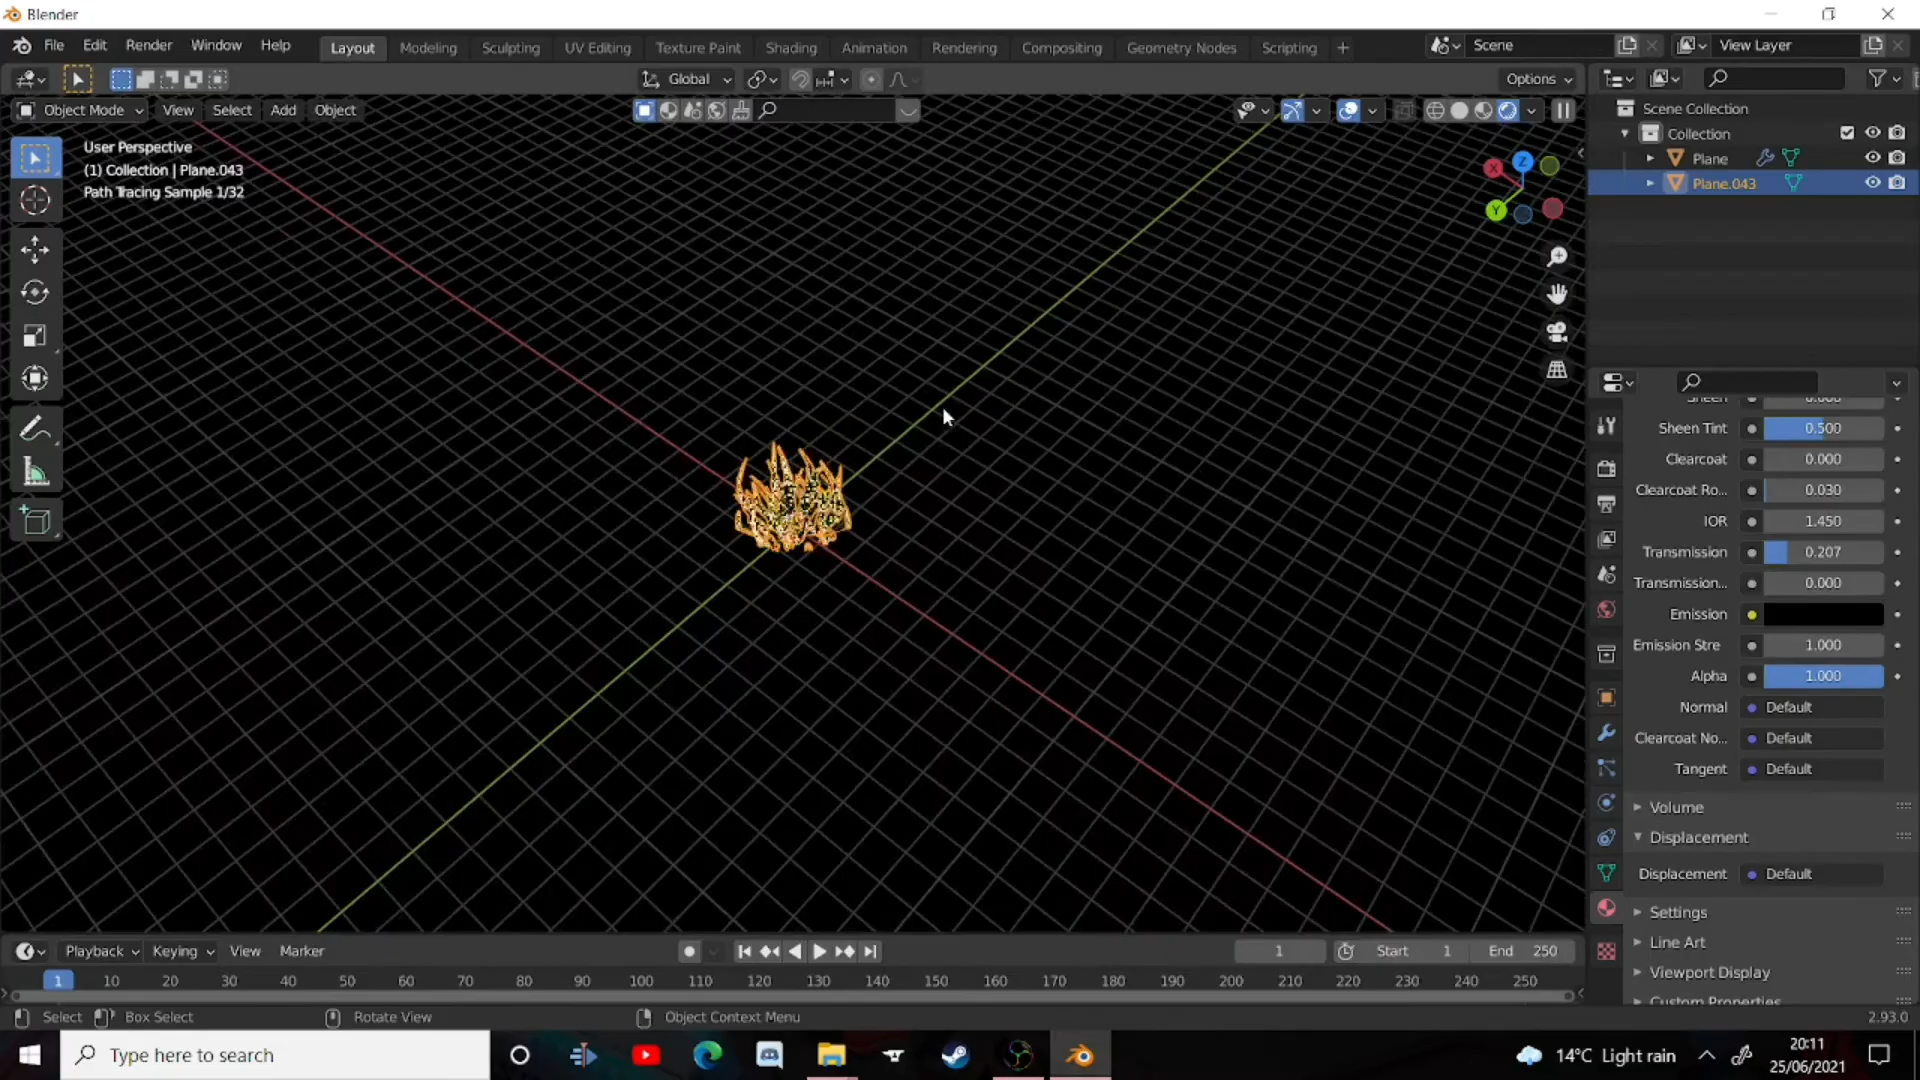 Blender
File Edit Render Window Help Layout Modeling Sculpting UV Editing Texture Paint Shading Animation Rendering Compositing Geometry Nodes Scripting + Scene View Layer
Global Options
Object Mode View Select Add Object
User Perspective
(1) Collection | Plane.043
Path Tracing Sample 1/32
X Z Y
Scene Collection
Collection
Plane
Plane.043
Sheen 0.000
Sheen Tint 0.500
Clearcoat 0.000
Clearcoat Ro... 0.030
IOR 1.450
Transmission 0.207
Transmission... 0.000
Emission
Emission Stre 1.000
Alpha 1.000
Normal Default
Clearcoat No... Default
Tangent Default
Volume
Displacement
Displacement Default
Settings
Line Art
Viewport Display
Custom Properties
Playback Keying View Marker 1 Start 1 End 250
1 10 20 30 40 50 60 70 80 90 100 110 120 130 140 150 160 170 180 190 200 210 220 230 240 250
Select Box Select Rotate View Object Context Menu 2.93.0
Type here to search 14°C Light rain 20:11
25/06/2021